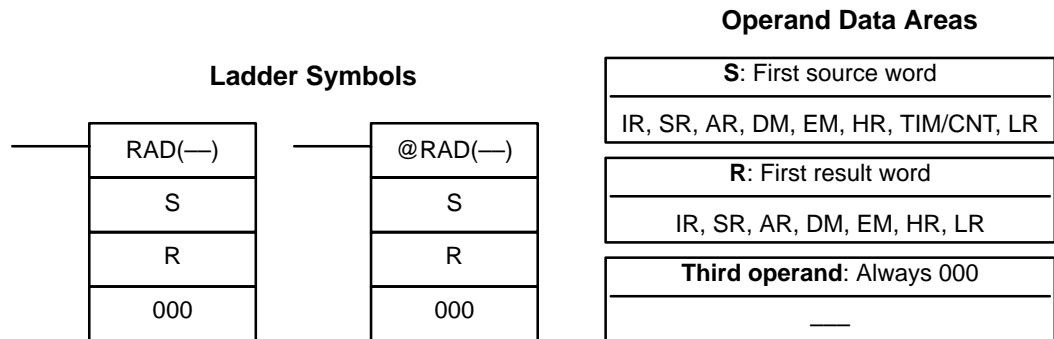 Ladder Symbols
RAD(––)
S
R
000
@RAD(––)
S
R
000
Operand Data Areas
S: First source word
IR, SR, AR, DM, EM, HR, TIM/CNT, LR
R: First result word
IR, SR, AR, DM, EM, HR, LR
Third operand: Always 000
–––